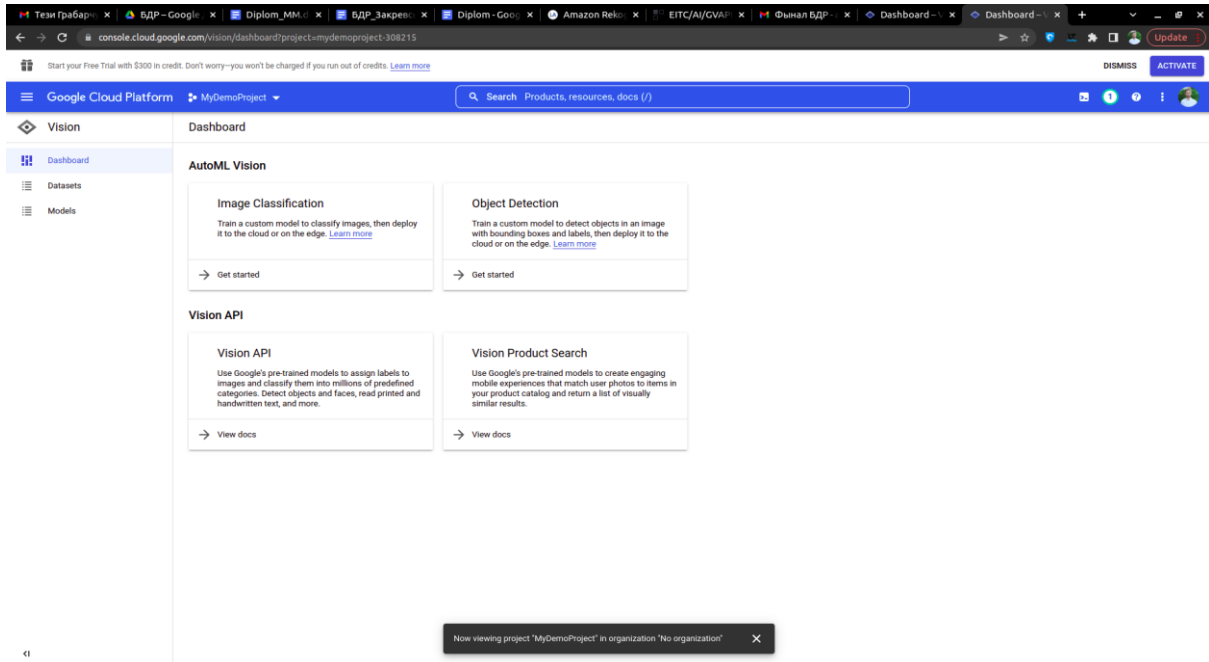 Тези Грабарч
БДР – Google
Diplom_MM.d
БДР_Закревс
Diplom - Goog
Amazon Reko
EITC/AI/GVAP
Фынал БДР -
Dashboard – V
Dashboard – V
console.cloud.google.com/vision/dashboard?project=mydemoproject-308215
Update
Start your Free Trial with $300 in credit. Don't worry—you won't be charged if you run out of credits. Learn more
DISMISS
ACTIVATE
Google Cloud Platform
MyDemoProject
Search Products, resources, docs (/)
1
Vision
Dashboard
Dashboard
Datasets
Models
AutoML Vision
Image Classification
Train a custom model to classify images, then deploy
it to the cloud or on the edge. Learn more
Get started
Object Detection
Train a custom model to detect objects in an image
with bounding boxes and labels, then deploy it to the
cloud or on the edge. Learn more
Get started
Vision API
Vision API
Use Google's pre-trained models to assign labels to
images and classify them into millions of predefined
categories. Detect objects and faces, read printed and
handwritten text, and more.
View docs
Vision Product Search
Use Google's pre-trained models to create engaging
mobile experiences that match user photos to items in
your product catalog and return a list of visually
similar results.
View docs
Now viewing project "MyDemoProject" in organization "No organization"